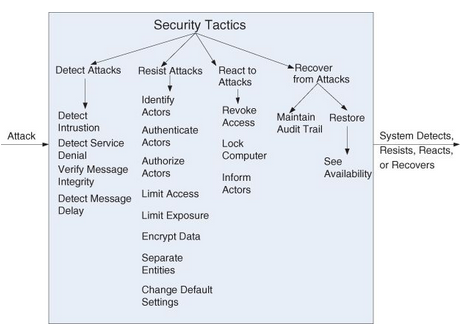 Security Tactics
Detect Attacks
Resist Attacks
React to
Attacks
Recover
from Attacks
Detect
Intrustion
Detect Service
Denial
Verify Message
Integrity
Detect Message
Delay
Identify
Actors
Authenticate
Actors
Authorize
Actors
Limit Access
Limit Exposure
Encrypt Data
Separate
Entities
Change Default
Settings
Revoke
Access
Lock
Computer
Inform
Actors
Maintain
Audit Trail
Restore
See
Availability
Attack
System Detects,
Resists, Reacts,
or Recovers